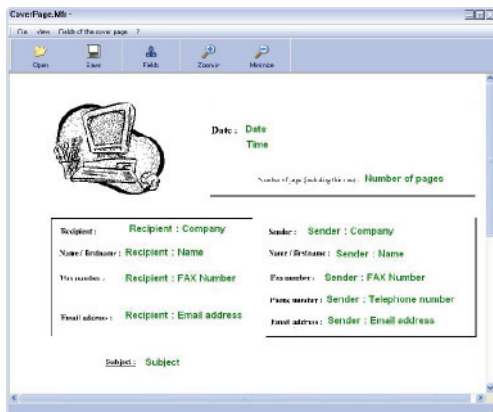 CoverPage.Mfr -
File View Fields of the cover page ?
Open Save Fields Zoom in Minimize
Date : Date
Time
Number of page (including this one) : Number of pages
Recipient : Recipient : Company
Name / firstname : Recipient : Name
Fax number : Recipient : FAX Number
Email address : Recipient : Email address
Sender : Sender : Company
Name / firstname : Sender : Name
Fax number : Sender : FAX Number
Phone number : Sender : Telephone number
Email address : Sender : Email address
Subject : Subject